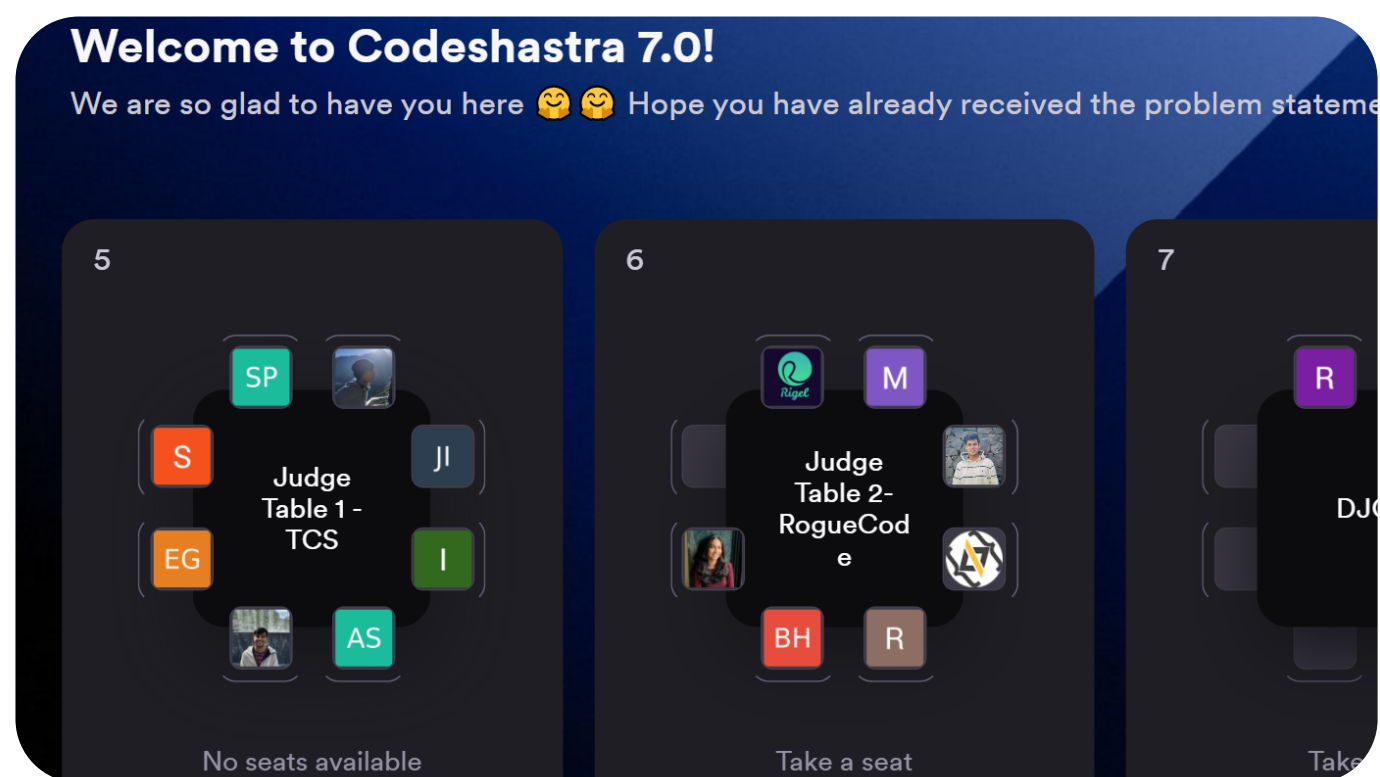 Welcome to Codeshastra 7.0!
We are so glad to have you here 🤗 🤗 Hope you have already received the problem stateme
5
SP
S
JI
Judge
Table 1 -
TCS
EG
I
AS
No seats available
6
Rigel
M
Judge
Table 2-
RogueCod
e
BH
R
Take a seat
7
R
DJ
Take